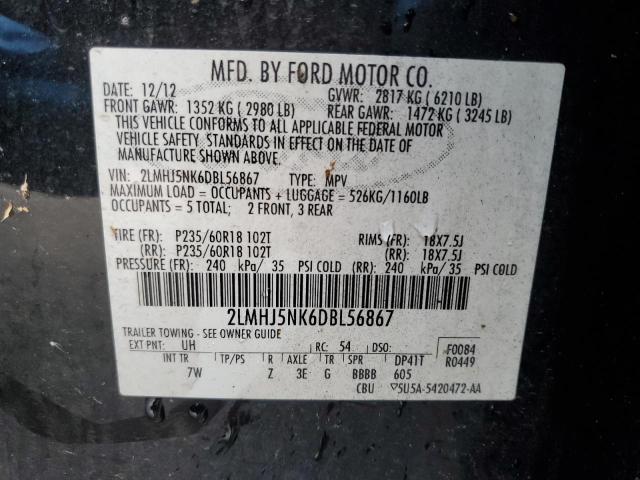 MFD. BY FORD MOTOR CO.
DATE: 12/12 GVWR: 2817 KG ( 6210 LB)
FRONT GAWR: 1352 KG ( 2980 LB) REAR GAWR: 1472 KG ( 3245 LB)
THIS VEHICLE CONFORMS TO ALL APPLICABLE FEDERAL MOTOR
VEHICLE SAFETY STANDARDS IN EFFECT ON THE DATE OF
MANUFACTURE SHOWN ABOVE.
VIN: 2LMHJ5NK6DBL56867 TYPE: MPV
MAXIMUM LOAD = OCCUPANTS + LUGGAGE = 526KG/1160LB
OCCUPANTS: 5 TOTAL; 2 FRONT, 3 REAR
TIRE (FR): P235/60R18 102T RIMS (FR): 18X7.5J
(RR): P235/60R18 102T (RR): 18X7.5J
PRESSURE (FR): 240 kPa/ 35 PSI COLD (RR): 240 kPa/ 35 PSI COLD
2LMHJ5NK6DBL56867
TRAILER TOWING - SEE OWNER GUIDE
EXT PNT: UH RC: 54 DSO: F0084
R0449
INT TR TP/PS R AXLE TR SPR DP41T
7W Z 3E G BBBB 605
CBU ▽5U5A-5420472-AA